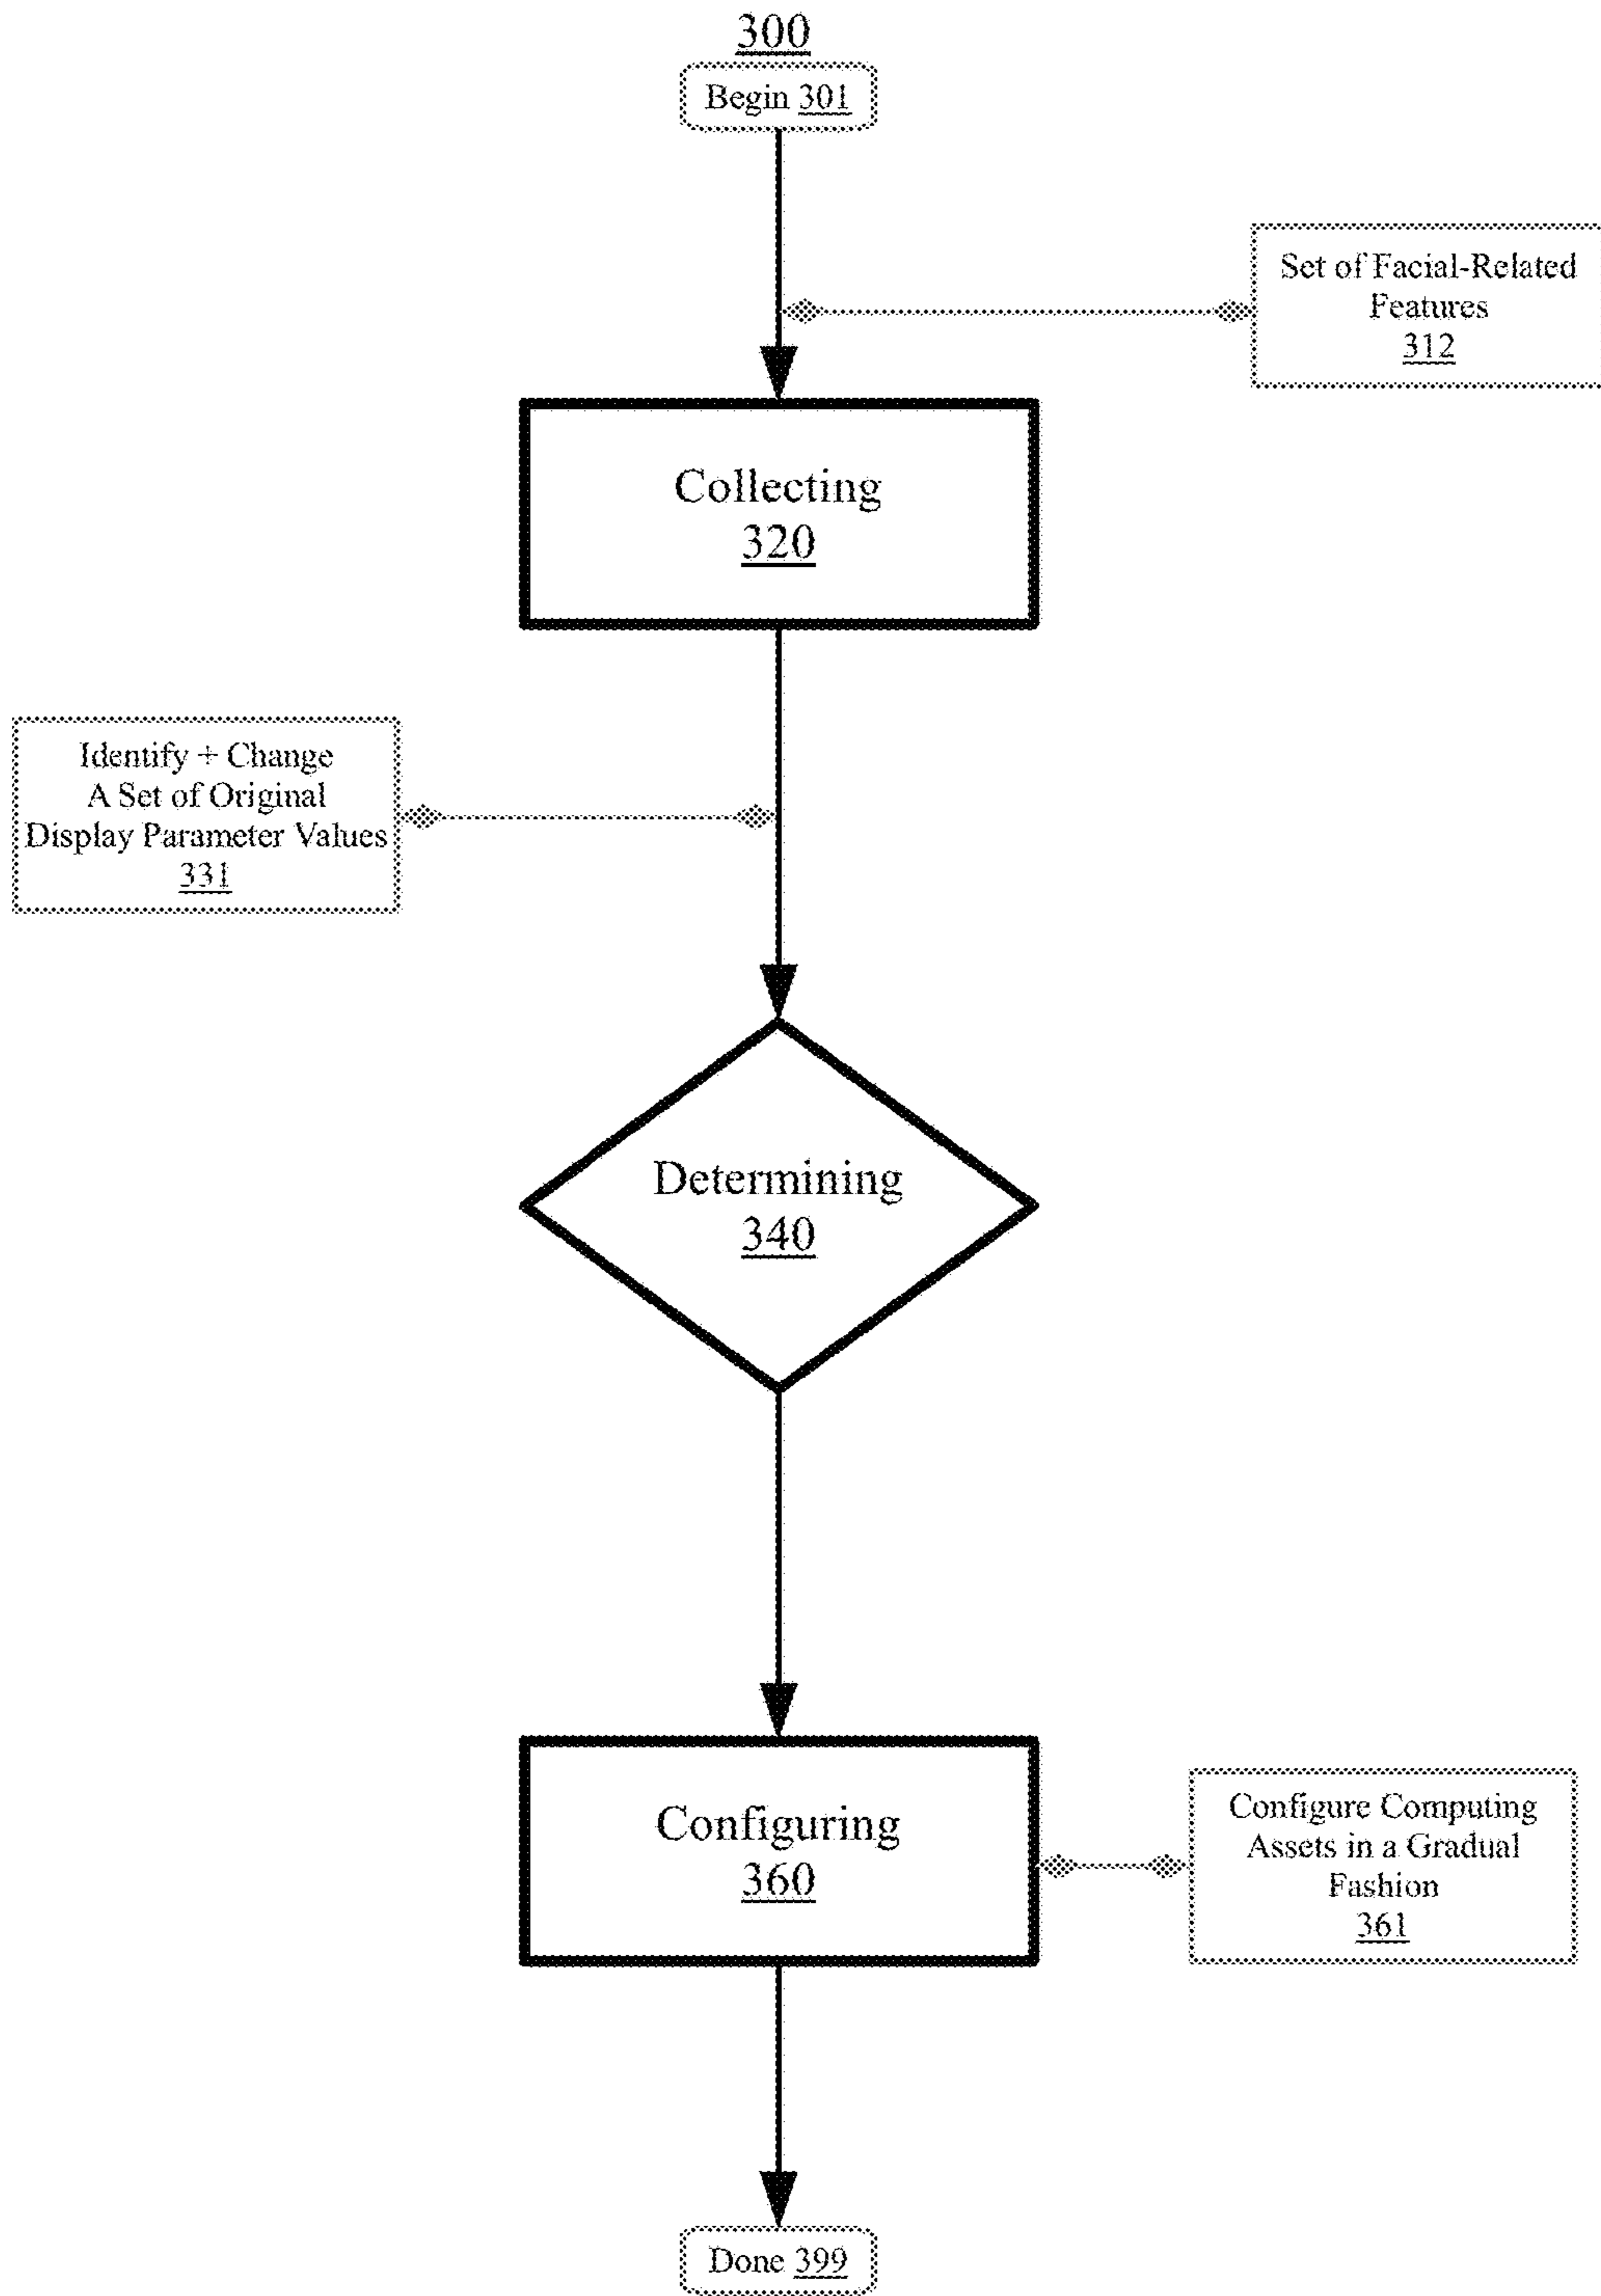 300
Begin 301
Set of Facial-Related
Features
312
Collecting
320
Identify + Change
A Set of Original
Display Parameter Values
331
Determining
340
Configuring
360
Configure Computing
Assets in a Gradual
Fashion
361
Done 399